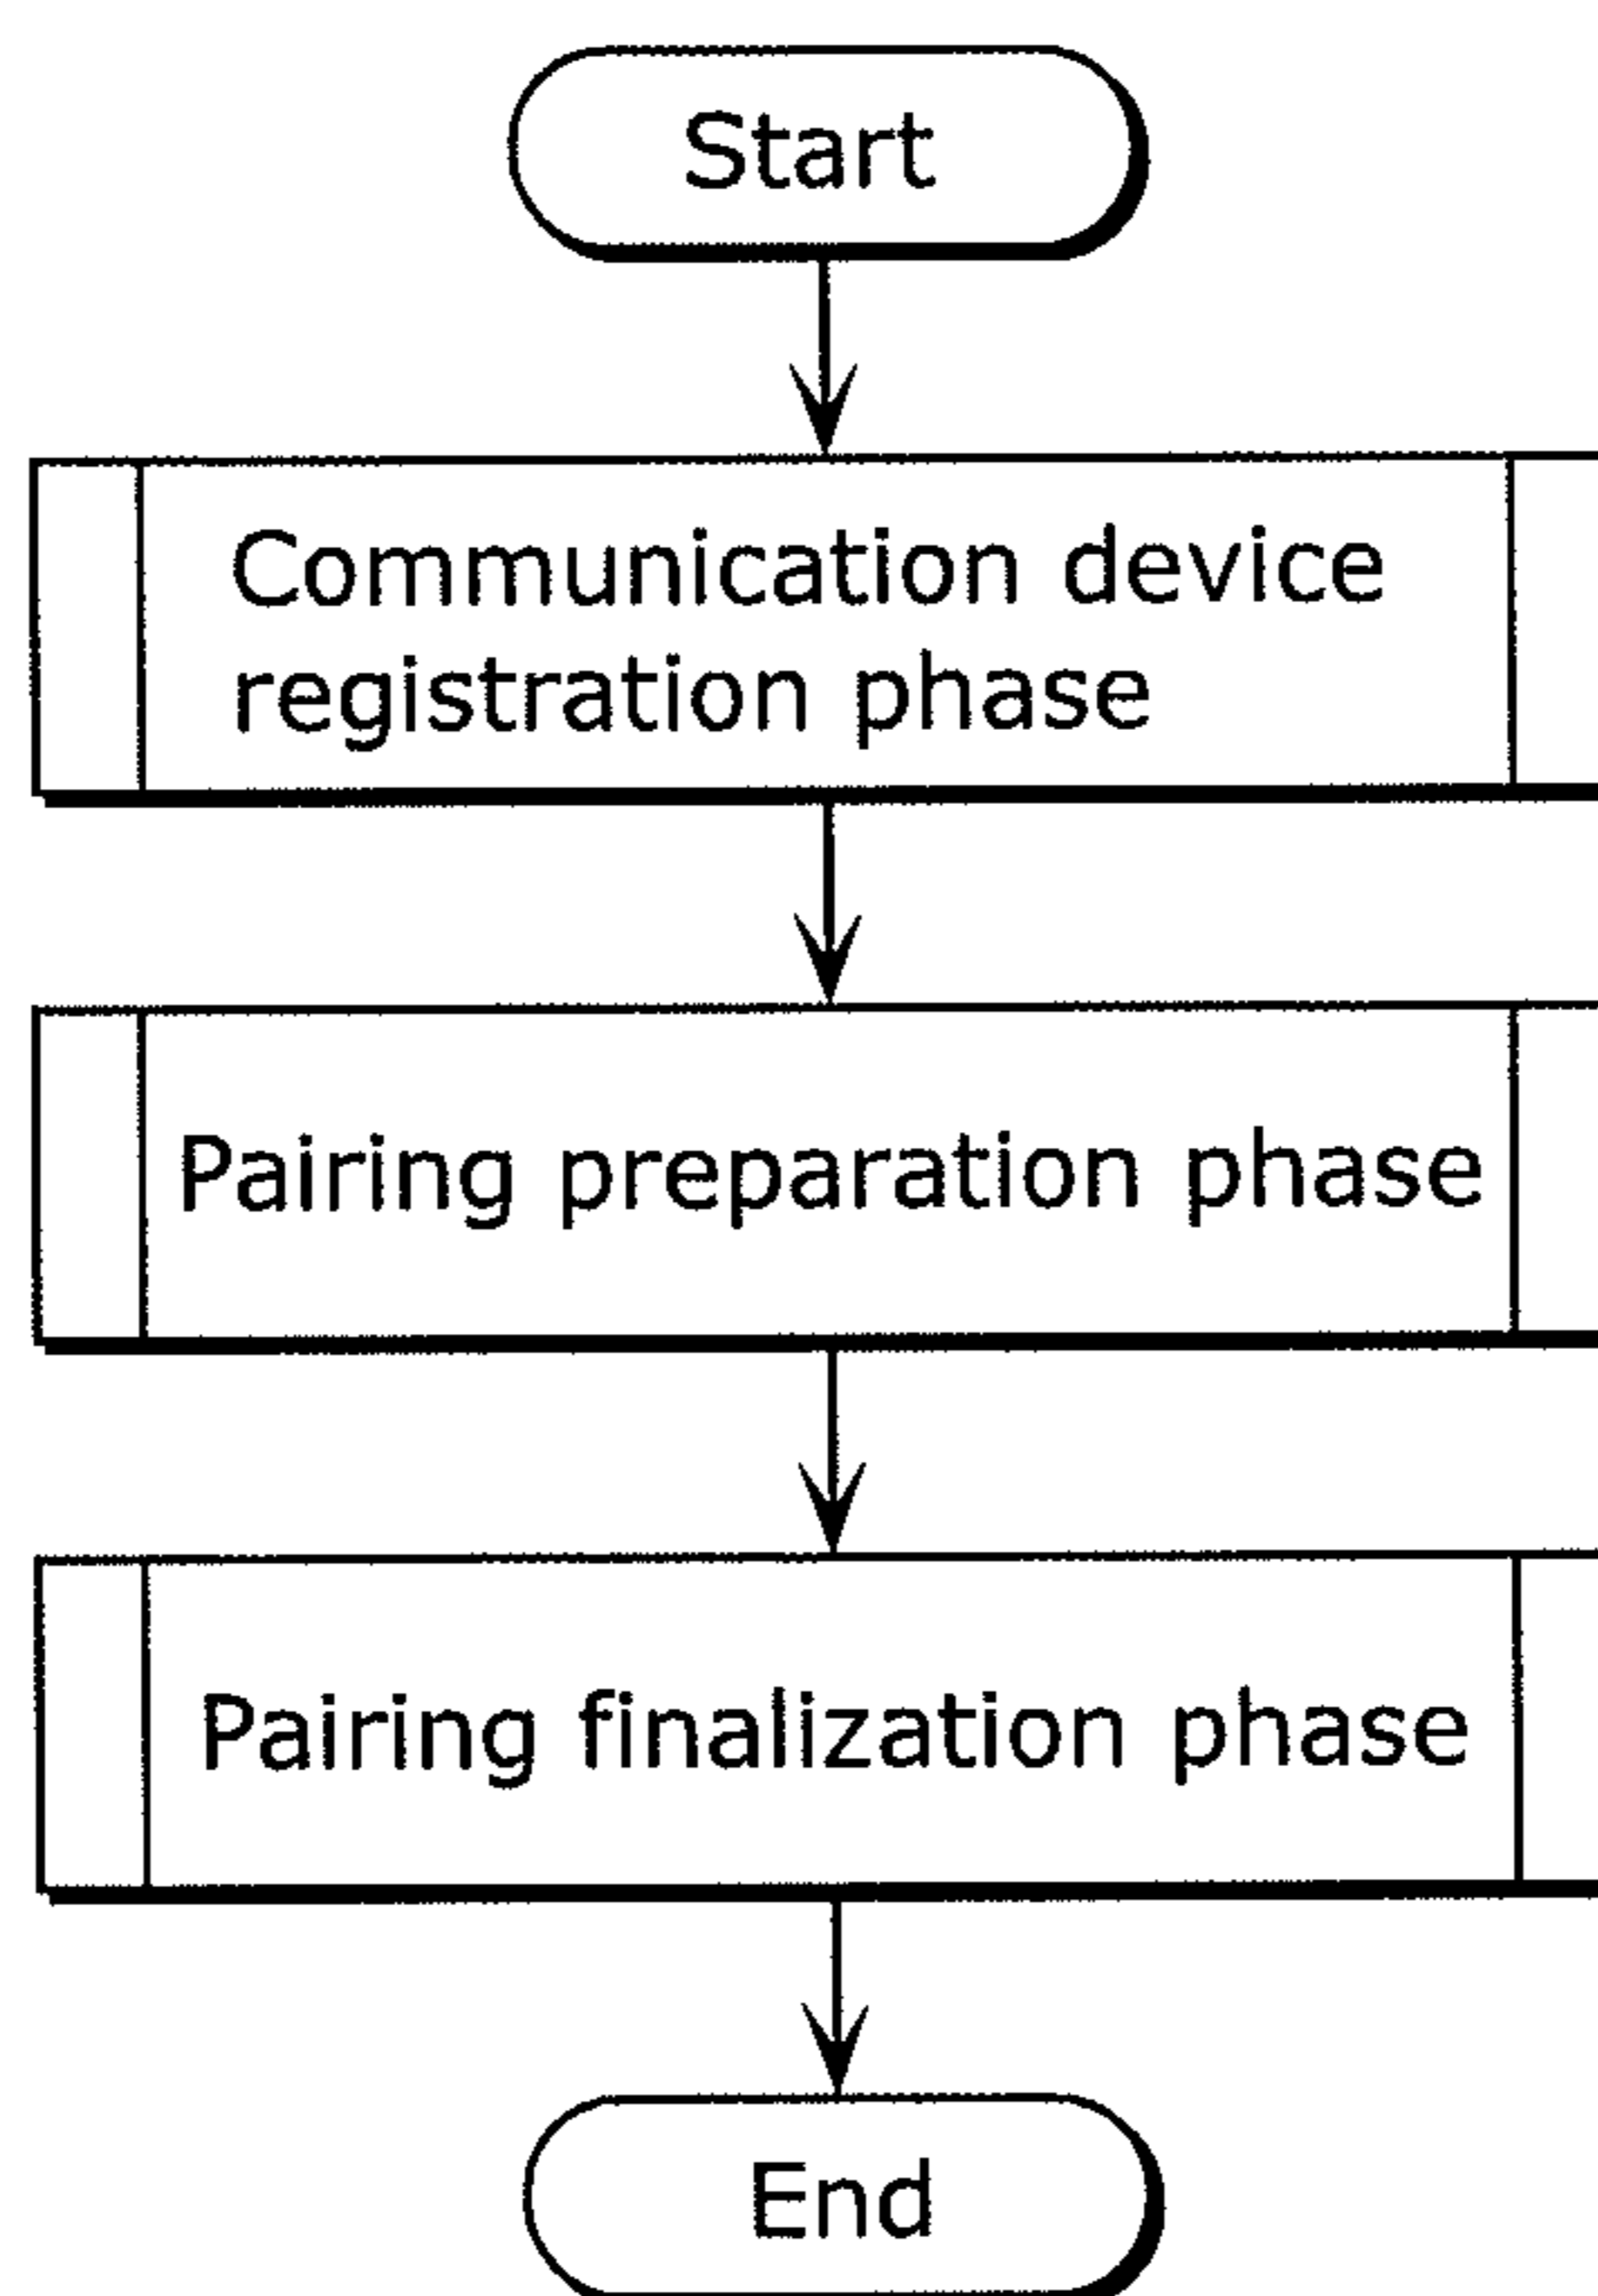 Start
Communication device
registration phase
Pairing preparation phase
Pairing finalization phase
End